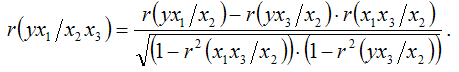 r(yx₁/x₂x₃) = (r(yx₁/x₂) − r(yx₃/x₂) · r(x₁x₃/x₂)) / √((1 − r²(x₁x₃/x₂)) · (1 − r²(yx₃/x₂))) .